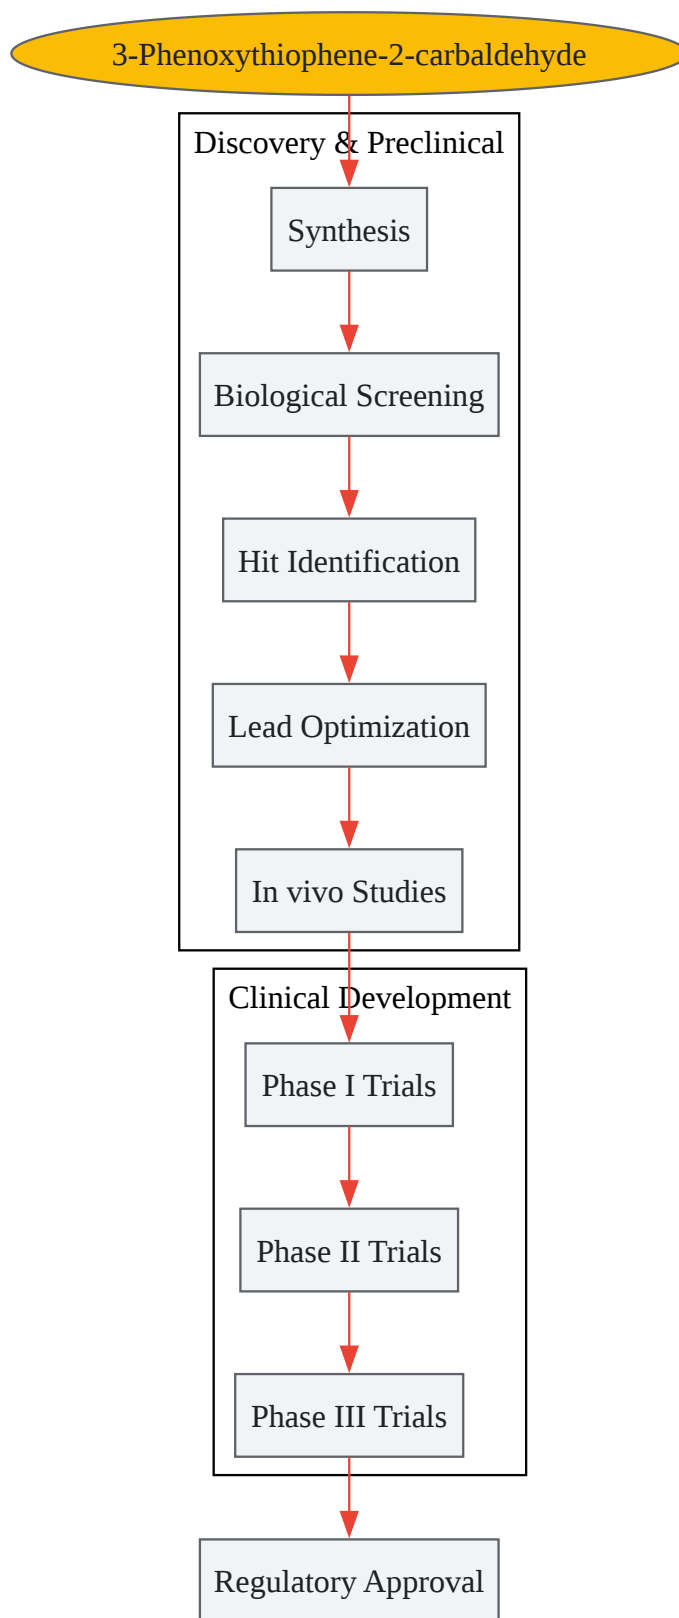 3-Phenoxythiophene-2-carbaldehyde
Discovery & Preclinical
Synthesis
Biological Screening
Hit Identification
Lead Optimization
In vivo Studies
Clinical Development
Phase I Trials
Phase II Trials
Phase III Trials
Regulatory Approval